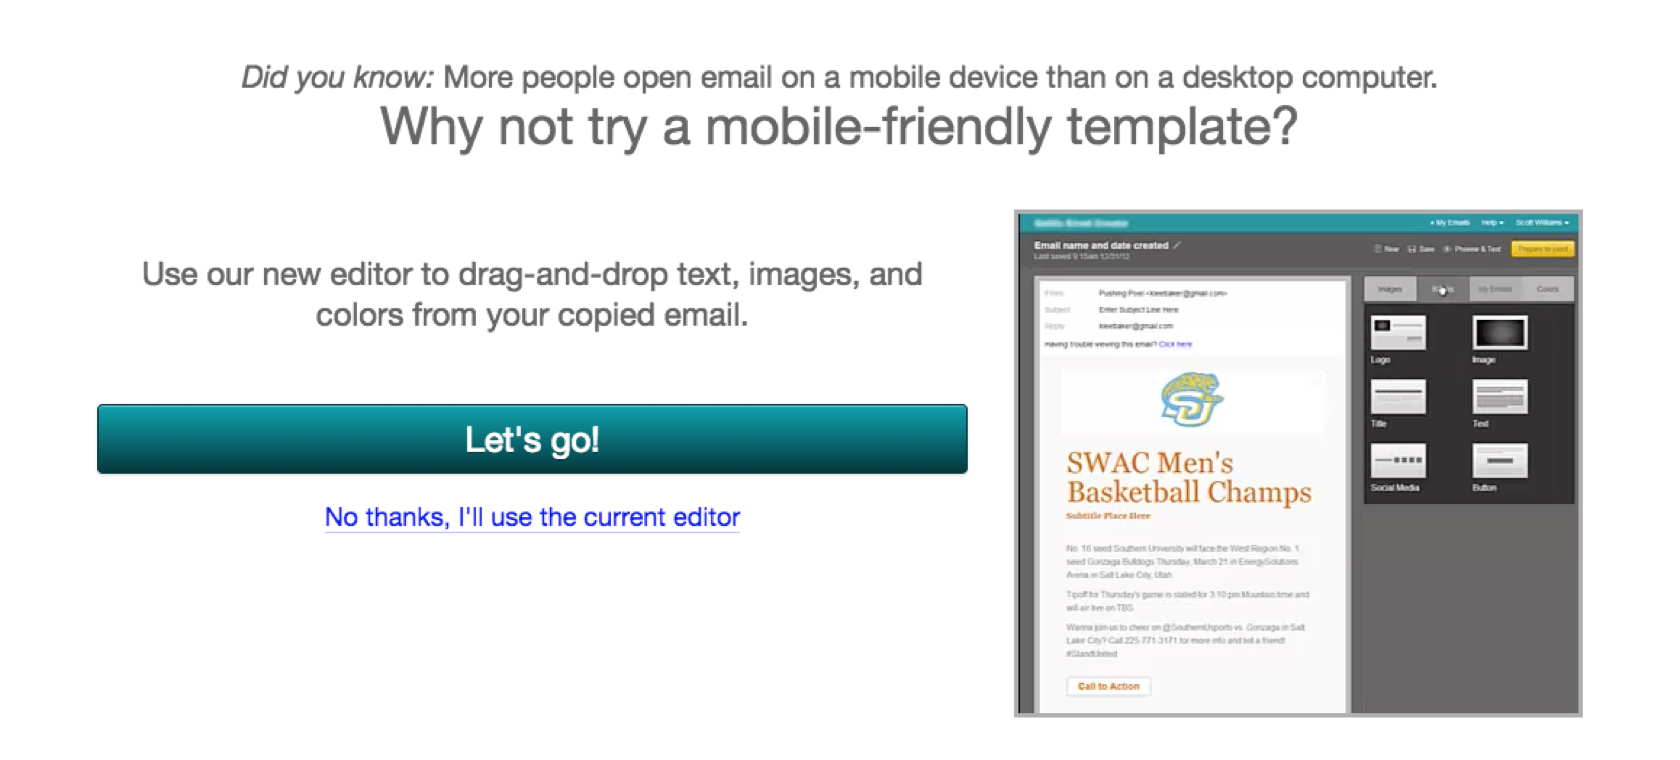 Did you know: More people open email on a mobile device than on a desktop computer.
Why not try a mobile-friendly template?
Use our new editor to drag-and-drop text, images, and
colors from your copied email.
Let's go!
No thanks, I'll use the current editor
My Emails Help Scott Williams
Email name and date created
Last saved 9:15am 12/31/12
New Save Preview & Test Prepare to send
From: Pushing Pixel <kleebaker@gmail.com>
Subject Enter Subject Line Here
Reply kleebaker@gmail.com
Having trouble viewing this email? Click here
Images My Emails Colors
Logo Image
Title Text
Social Media Button
SU
SWAC Men's
Basketball Champs
Subtitle Place Here
No. 16 seed Southern University will face the West Region No. 1
seed Gonzaga Bulldogs Thursday, March 21 in EnergySolutions
Arena in Salt Lake City, Utah
Tipoff for Thursday's game is slated for 3:10 pm Mountain time and
will air live on TBS
Wanna join us to cheer on @SouthernUsports vs. Gonzaga in Salt
Lake City? Call 225-771-3171 for more info and tell a friend!
#StandUnited
Call to Action